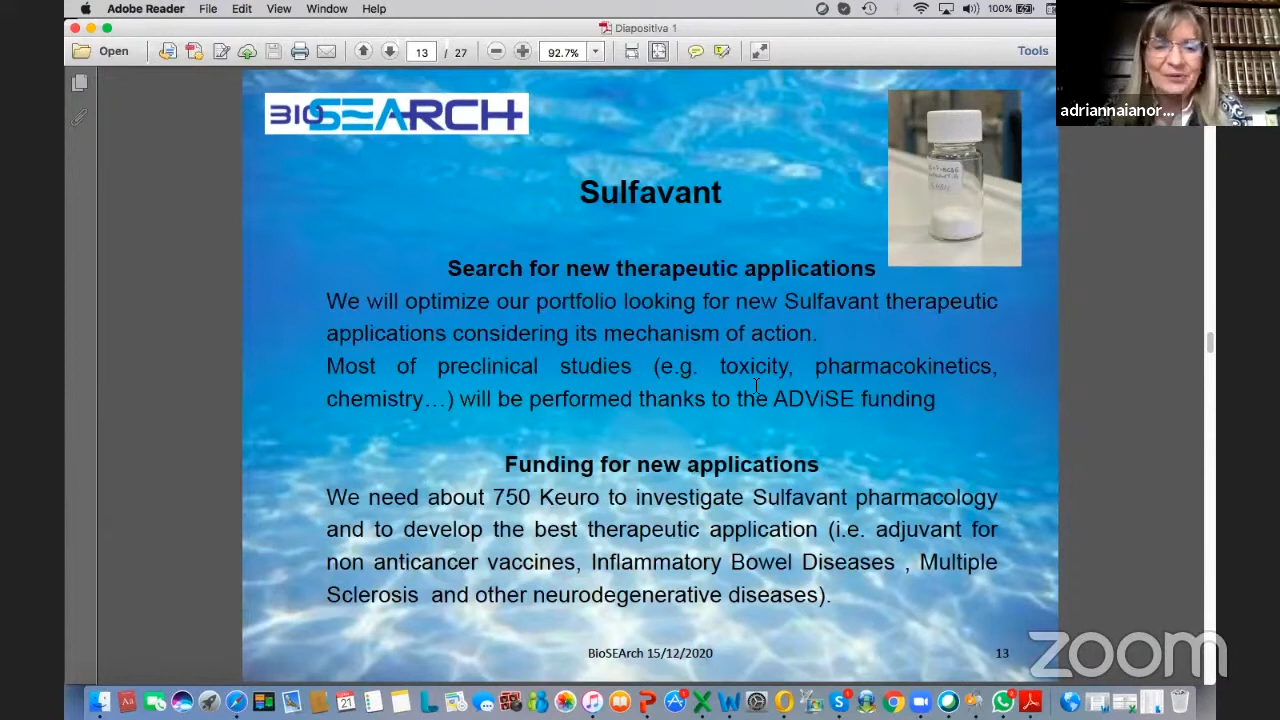 Adobe Reader File Edit View Window Help 100%
Diapositiva 1
Open 13 / 27 92.7% Tools
adriannaianor...
BIOSEARCH
Sulfavant
Search for new therapeutic applications
We will optimize our portfolio looking for new Sulfavant therapeutic
applications considering its mechanism of action.
Most of preclinical studies (e.g. toxicity, pharmacokinetics,
chemistry…) will be performed thanks to the ADViSE funding
Funding for new applications
We need about 750 Keuro to investigate Sulfavant pharmacology
and to develop the best therapeutic application (i.e. adjuvant for
non anticancer vaccines, Inflammatory Bowel Diseases , Multiple
Sclerosis and other neurodegenerative diseases).
BioSEArch 15/12/2020 13
zoom
21